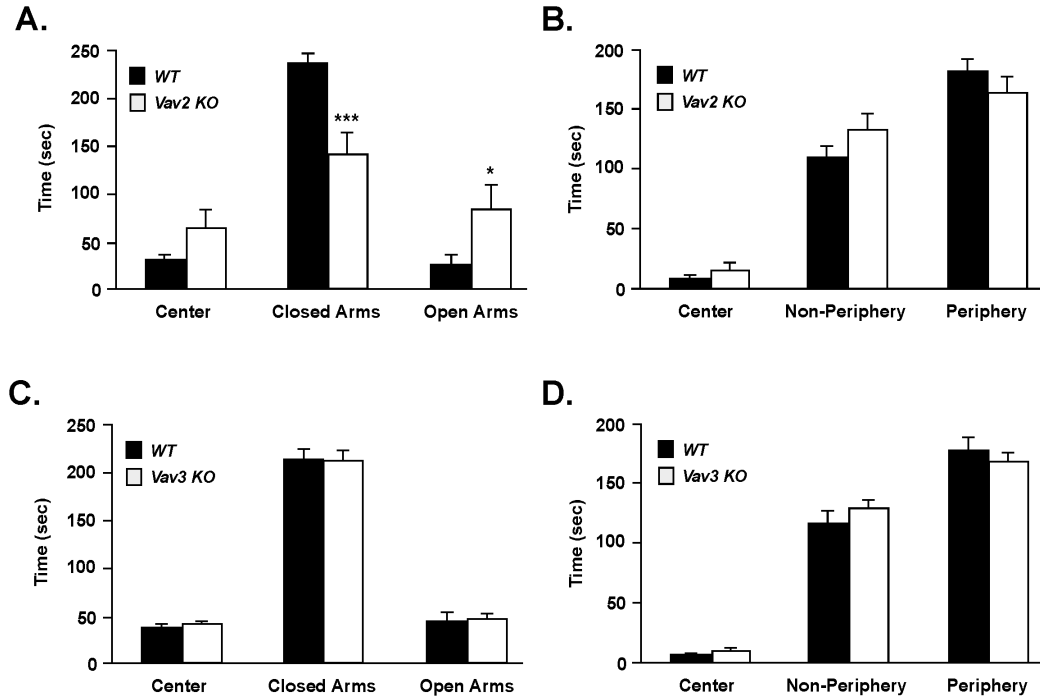 A.
250
200
150
100
50
0
Time (sec)
WT
Vav2 KO
***
*
Center
Closed Arms
Open Arms
B.
200
150
100
50
0
Time (sec)
WT
Vav2 KO
Center
Non-Periphery
Periphery
C.
250
200
150
100
50
0
Time (sec)
WT
Vav3 KO
Center
Closed Arms
Open Arms
D.
200
150
100
50
0
Time (sec)
WT
Vav3 KO
Center
Non-Periphery
Periphery